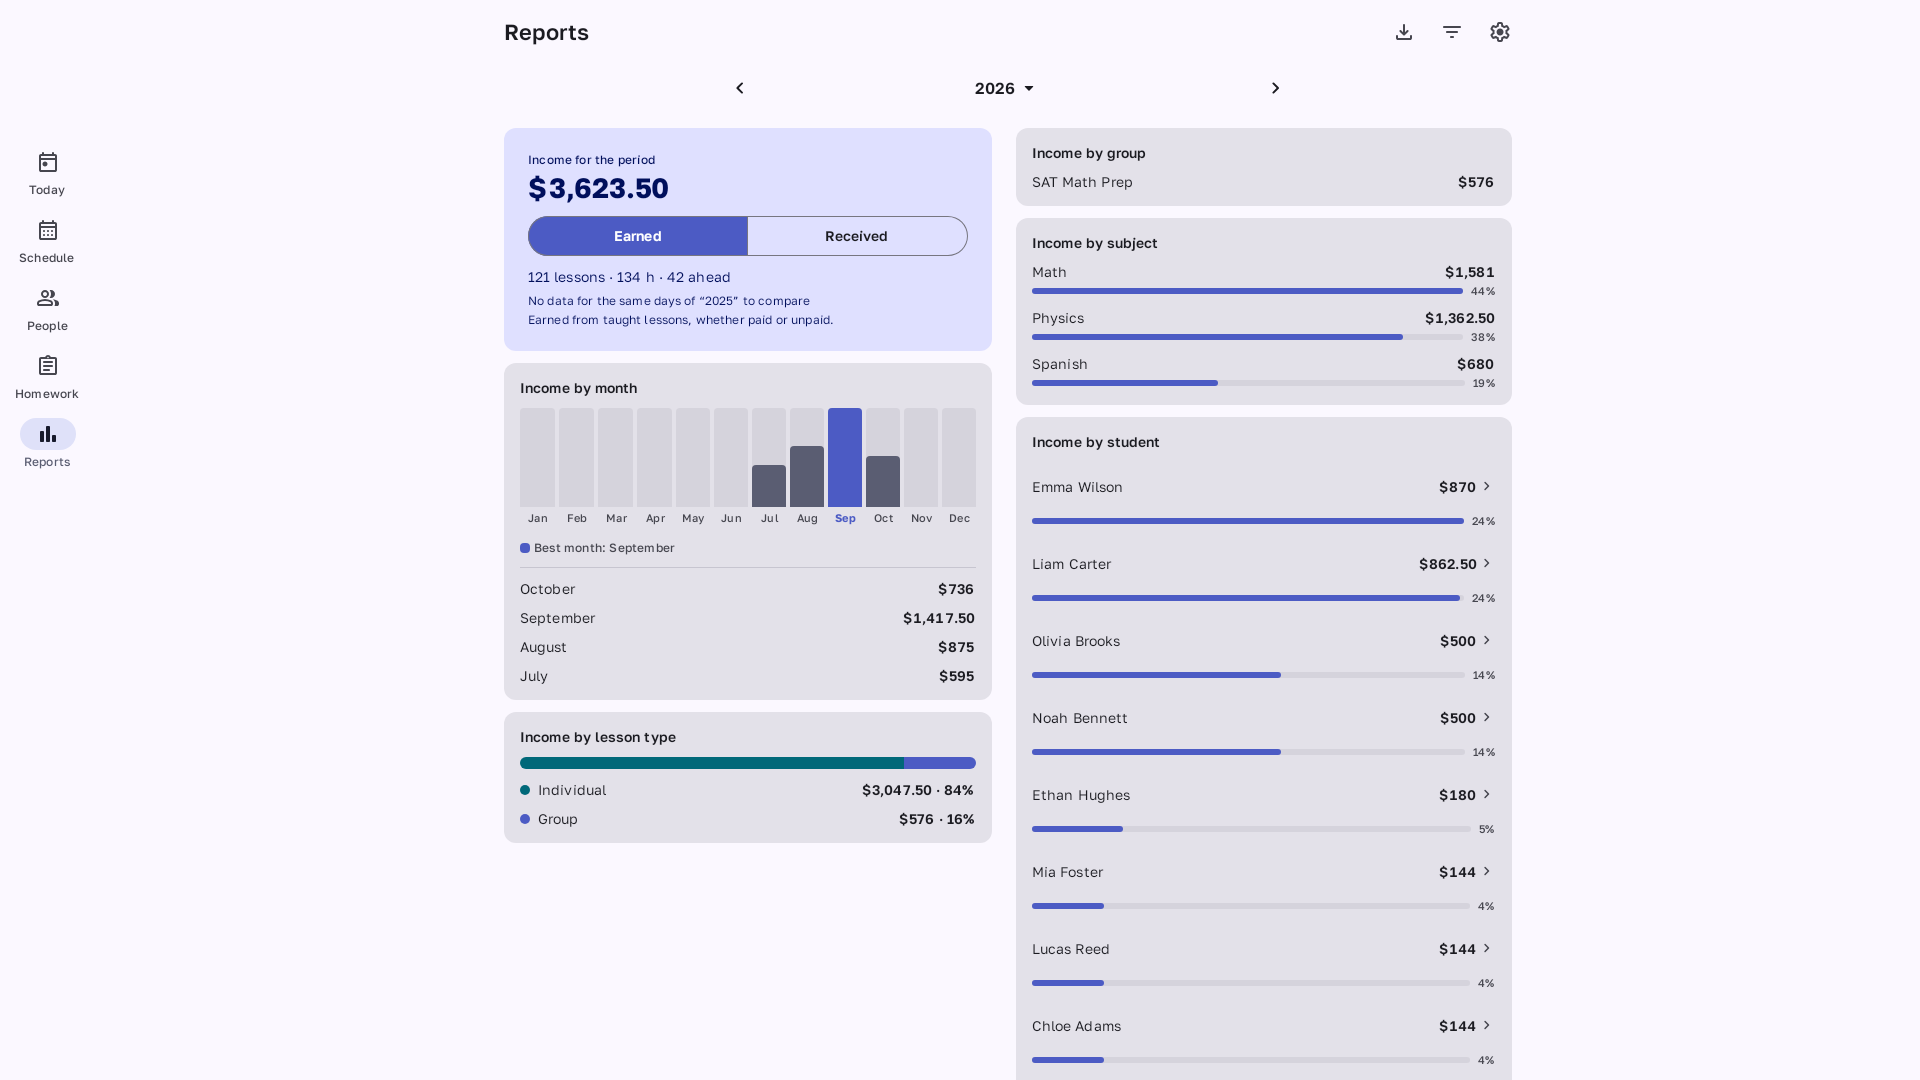 Reports
2026
Today
Schedule
People
Homework
Reports
Income for the period
$3,623.50
Earned
Received
121 lessons · 134 h · 42 ahead
No data for the same days of “2025” to compare
Earned from taught lessons, whether paid or unpaid.
Income by month
Jan Feb Mar Apr May Jun Jul Aug Sep Oct Nov Dec
Best month: September
October $736
September $1,417.50
August $875
July $595
Income by lesson type
Individual $3,047.50 · 84%
Group $576 · 16%
Income by group
SAT Math Prep $576
Income by subject
Math $1,581
44%
Physics $1,362.50
38%
Spanish $680
19%
Income by student
Emma Wilson $870
24%
Liam Carter $862.50
24%
Olivia Brooks $500
14%
Noah Bennett $500
14%
Ethan Hughes $180
5%
Mia Foster $144
4%
Lucas Reed $144
4%
Chloe Adams $144
4%